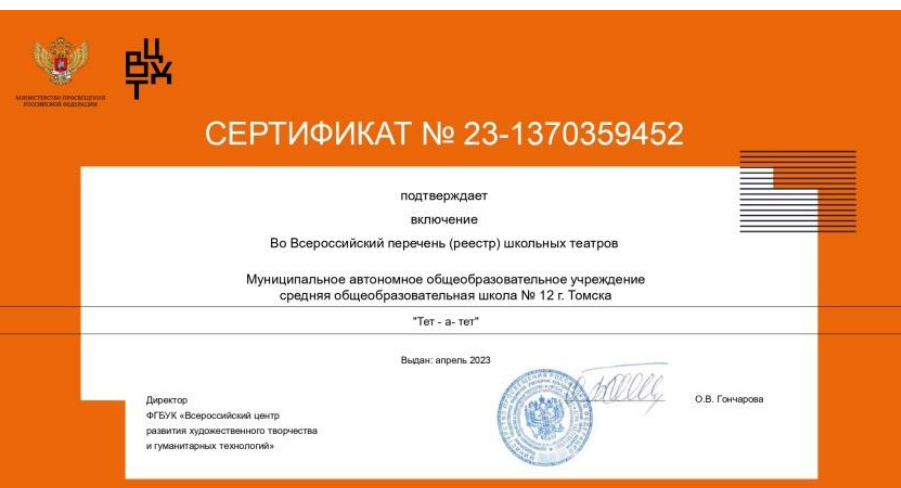 МИНИСТЕРСТВО ПРОСВЕЩЕНИЯ
РОССИЙСКОЙ ФЕДЕРАЦИИ
ВЦХТ
СЕРТИФИКАТ № 23-1370359452
подтверждает
включение
Во Всероссийский перечень (реестр) школьных театров
Муниципальное автономное общеобразовательное учреждение
средняя общеобразовательная школа № 12 г. Томска
"Тет - а- тет"
Выдан: апрель 2023
Директор
ФГБУК «Всероссийский центр
развития художественного творчества
и гуманитарных технологий»
О.В. Гончарова